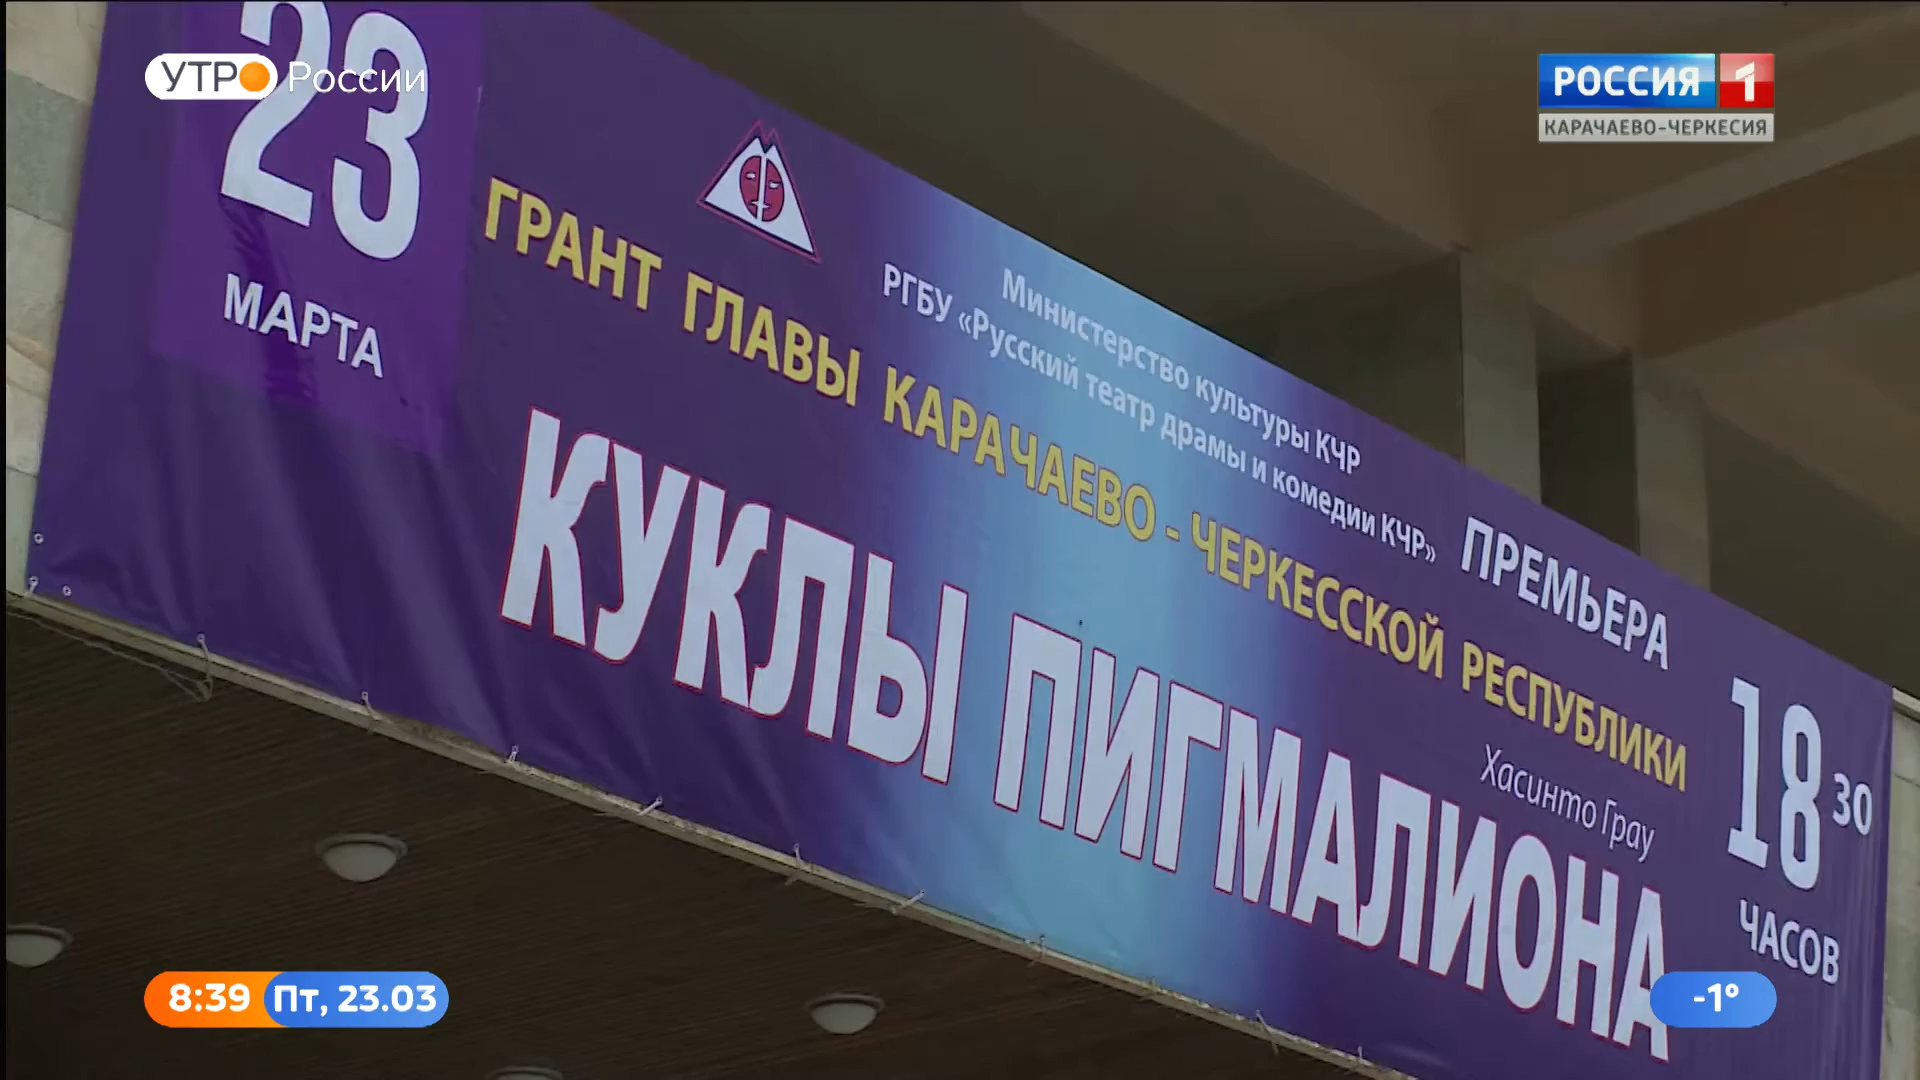 УТРО России
РОССИЯ 1
КАРАЧАЕВО-ЧЕРКЕСИЯ
23
МАРТА
Министерство культуры КЧР
РГБУ «Русский театр драмы и комедии КЧР»
ГРАНТ ГЛАВЫ КАРАЧАЕВО - ЧЕРКЕССКОЙ РЕСПУБЛИКИ
ПРЕМЬЕРА
Хасинто Грау
КУКЛЫ ПИГМАЛИОНА
18 30
ЧАСОВ
8:39 Пт, 23.03
-1°